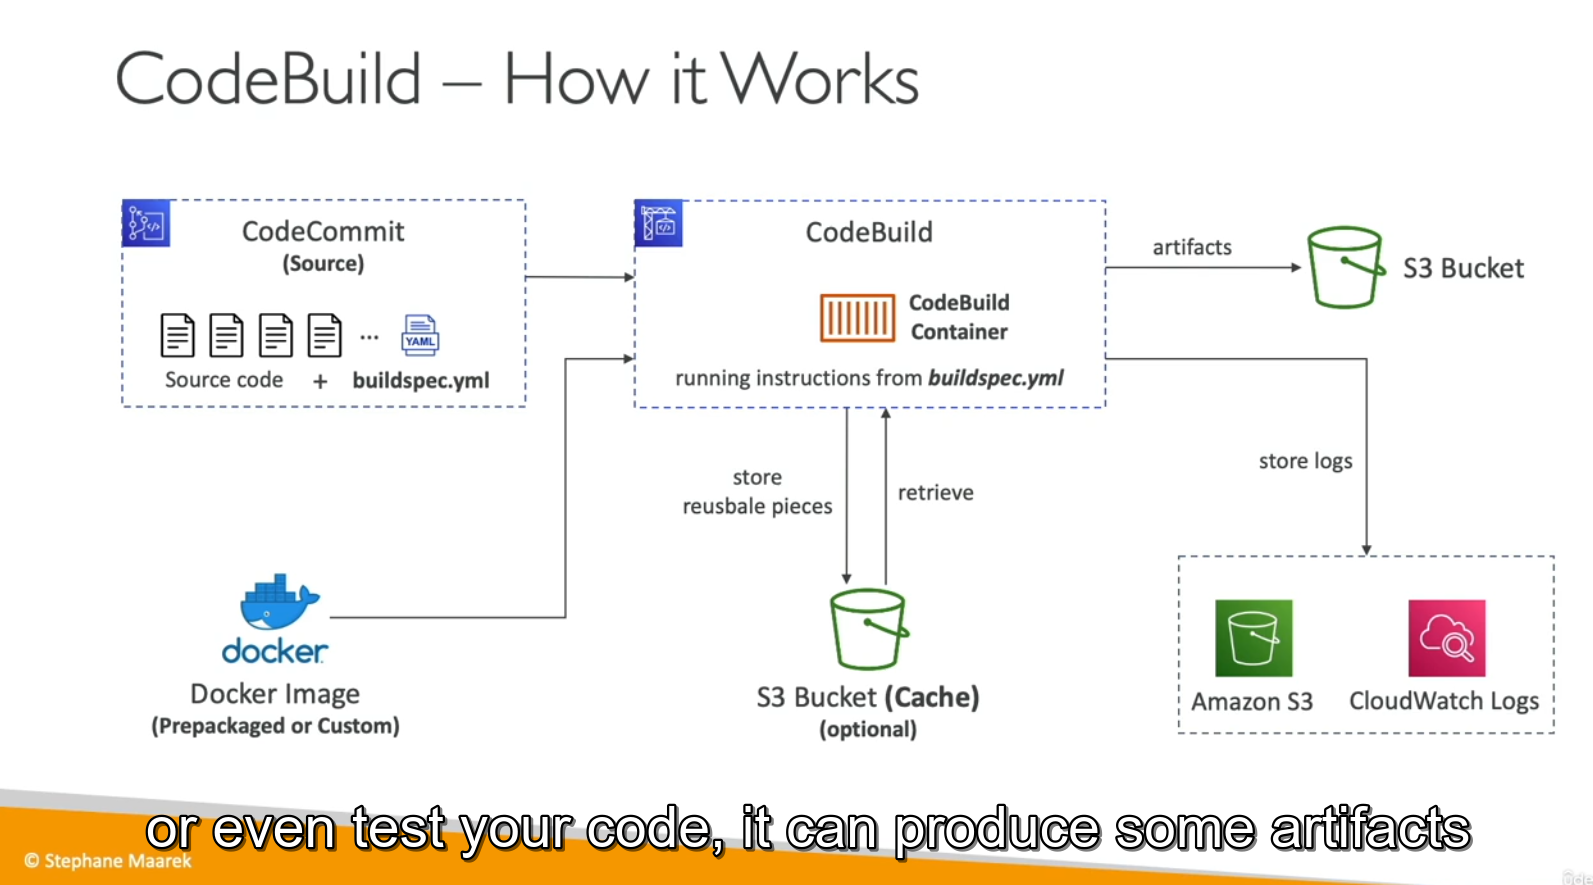 CodeBuild – How it Works
CodeCommit
(Source)
...
YAML
Source code + buildspec.yml
CodeBuild
CodeBuild
Container
running instructions from buildspec.yml
artifacts
S3 Bucket
store
reusbale pieces
retrieve
store logs
docker
Docker Image
(Prepackaged or Custom)
S3 Bucket (Cache)
(optional)
Amazon S3
CloudWatch Logs
or even test your code, it can produce some artifacts
© Stephane Maarek